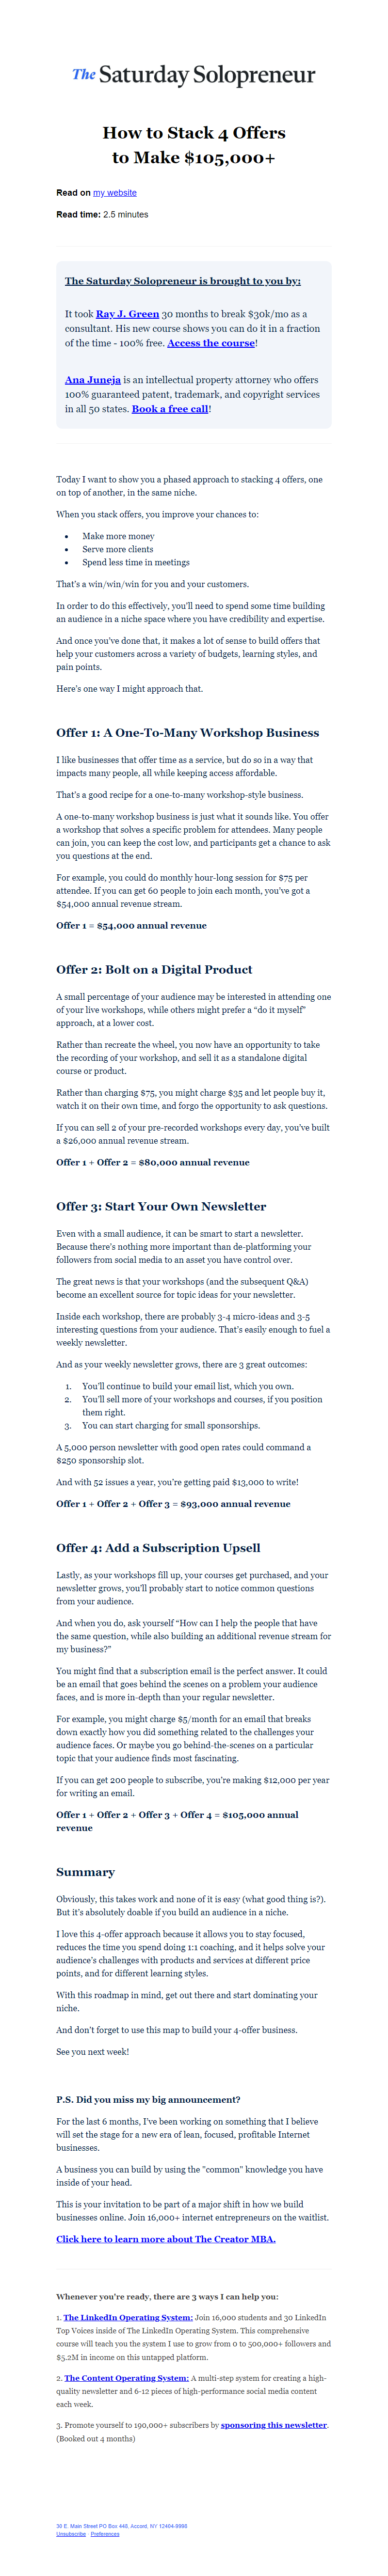 The Saturday Solopreneur
How to Stack 4 Offers
to Make $105,000+
Read on my website
Read time: 2.5 minutes
The Saturday Solopreneur is brought to you by:
It took Ray J. Green 30 months to break $30k/mo as a
consultant. His new course shows you can do it in a fraction
of the time - 100% free. Access the course!
Ana Juneja is an intellectual property attorney who offers
100% guaranteed patent, trademark, and copyright services
in all 50 states. Book a free call!
Today I want to show you a phased approach to stacking 4 offers, one
on top of another, in the same niche.
When you stack offers, you improve your chances to:
• Make more money
• Serve more clients
• Spend less time in meetings
That's a win/win/win for you and your customers.
In order to do this effectively, you'll need to spend some time building
an audience in a niche space where you have credibility and expertise.
And once you've done that, it makes a lot of sense to build offers that
help your customers across a variety of budgets, learning styles, and
pain points.
Here's one way I might approach that.
Offer 1: A One-To-Many Workshop Business
I like businesses that offer time as a service, but do so in a way that
impacts many people, all while keeping access affordable.
That's a good recipe for a one-to-many workshop-style business.
A one-to-many workshop business is just what it sounds like. You offer
a workshop that solves a specific problem for attendees. Many people
can join, you can keep the cost low, and participants get a chance to ask
you questions at the end.
For example, you could do monthly hour-long session for $75 per
attendee. If you can get 60 people to join each month, you've got a
$54,000 annual revenue stream.
Offer 1 = $54,000 annual revenue
Offer 2: Bolt on a Digital Product
A small percentage of your audience may be interested in attending one
of your live workshops, while others might prefer a “do it myself”
approach, at a lower cost.
Rather than recreate the wheel, you now have an opportunity to take
the recording of your workshop, and sell it as a standalone digital
course or product.
Rather than charging $75, you might charge $35 and let people buy it,
watch it on their own time, and forgo the opportunity to ask questions.
If you can sell 2 of your pre-recorded workshops every day, you've built
a $26,000 annual revenue stream.
Offer 1 + Offer 2 = $80,000 annual revenue
Offer 3: Start Your Own Newsletter
Even with a small audience, it can be smart to start a newsletter.
Because there's nothing more important than de-platforming your
followers from social media to an asset you have control over.
The great news is that your workshops (and the subsequent Q&A)
become an excellent source for topic ideas for your newsletter.
Inside each workshop, there are probably 3-4 micro-ideas and 3-5
interesting questions from your audience. That's easily enough to fuel a
weekly newsletter.
And as your weekly newsletter grows, there are 3 great outcomes:
1. You'll continue to build your email list, which you own.
2. You'll sell more of your workshops and courses, if you position
them right.
3. You can start charging for small sponsorships.
A 5,000 person newsletter with good open rates could command a
$250 sponsorship slot.
And with 52 issues a year, you're getting paid $13,000 to write!
Offer 1 + Offer 2 + Offer 3 = $93,000 annual revenue
Offer 4: Add a Subscription Upsell
Lastly, as your workshops fill up, your courses get purchased, and your
newsletter grows, you'll probably start to notice common questions
from your audience.
And when you do, ask yourself “How can I help the people that have
the same question, while also building an additional revenue stream for
my business?”
You might find that a subscription email is the perfect answer. It could
be an email that goes behind the scenes on a problem your audience
faces, and is more in-depth than your regular newsletter.
For example, you might charge $5/month for an email that breaks
down exactly how you did something related to the challenges your
audience faces. Or maybe you go behind-the-scenes on a particular
topic that your audience finds most fascinating.
If you can get 200 people to subscribe, you're making $12,000 per year
for writing an email.
Offer 1 + Offer 2 + Offer 3 + Offer 4 = $105,000 annual
revenue
Summary
Obviously, this takes work and none of it is easy (what good thing is?).
But it's absolutely doable if you build an audience in a niche.
I love this 4-offer approach because it allows you to stay focused,
reduces the time you spend doing 1:1 coaching, and it helps solve your
audience's challenges with products and services at different price
points, and for different learning styles.
With this roadmap in mind, get out there and start dominating your
niche.
And don't forget to use this map to build your 4-offer business.
See you next week!
P.S. Did you miss my big announcement?
For the last 6 months, I've been working on something that I believe
will set the stage for a new era of lean, focused, profitable Internet
businesses.
A business you can build by using the "common" knowledge you have
inside of your head.
This is your invitation to be part of a major shift in how we build
businesses online. Join 16,000+ internet entrepreneurs on the waitlist.
Click here to learn more about The Creator MBA.
Whenever you're ready, there are 3 ways I can help you:
1. The LinkedIn Operating System: Join 16,000 students and 30 LinkedIn
Top Voices inside of The LinkedIn Operating System. This comprehensive
course will teach you the system I use to grow from 0 to 500,000+ followers and
$5.2M in income on this untapped platform.
2. The Content Operating System: A multi-step system for creating a high-
quality newsletter and 6-12 pieces of high-performance social media content
each week.
3. Promote yourself to 190,000+ subscribers by sponsoring this newsletter.
(Booked out 4 months)
36 E. Main Street PO Box 448, Accord, NY 12404-9998
Unsubscribe · Preferences